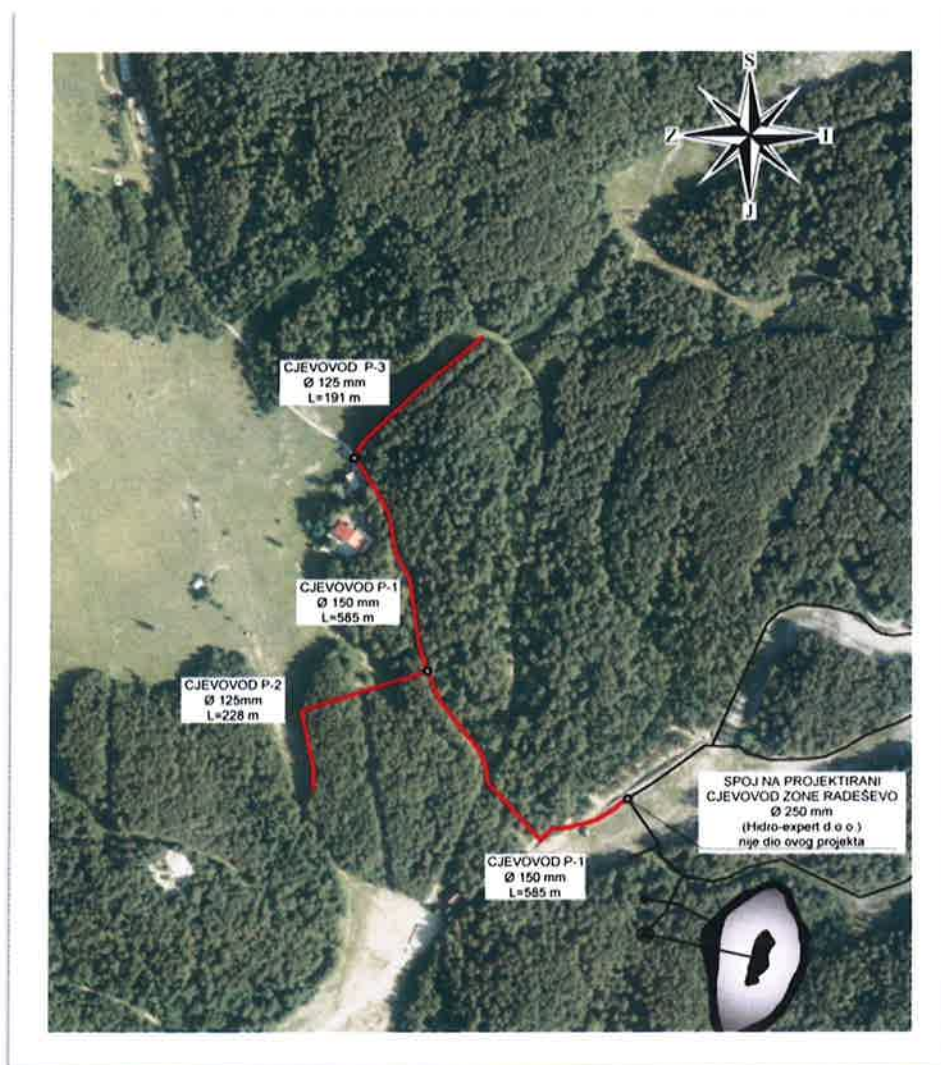 S
Z
I
J
CJEVOVOD P-3
Ø 125 mm
L=191 m
CJEVOVOD P-1
Ø 150 mm
L=585 m
CJEVOVOD P-2
Ø 125mm
L=228 m
SPOJ NA PROJEKTIRANI
CJEVOVOD ZONE RADEŠEVO
Ø 250 mm
(Hidro-expert d.o.o.)
nije dio ovog projekta
CJEVOVOD P-1
Ø 150 mm
L=585 m